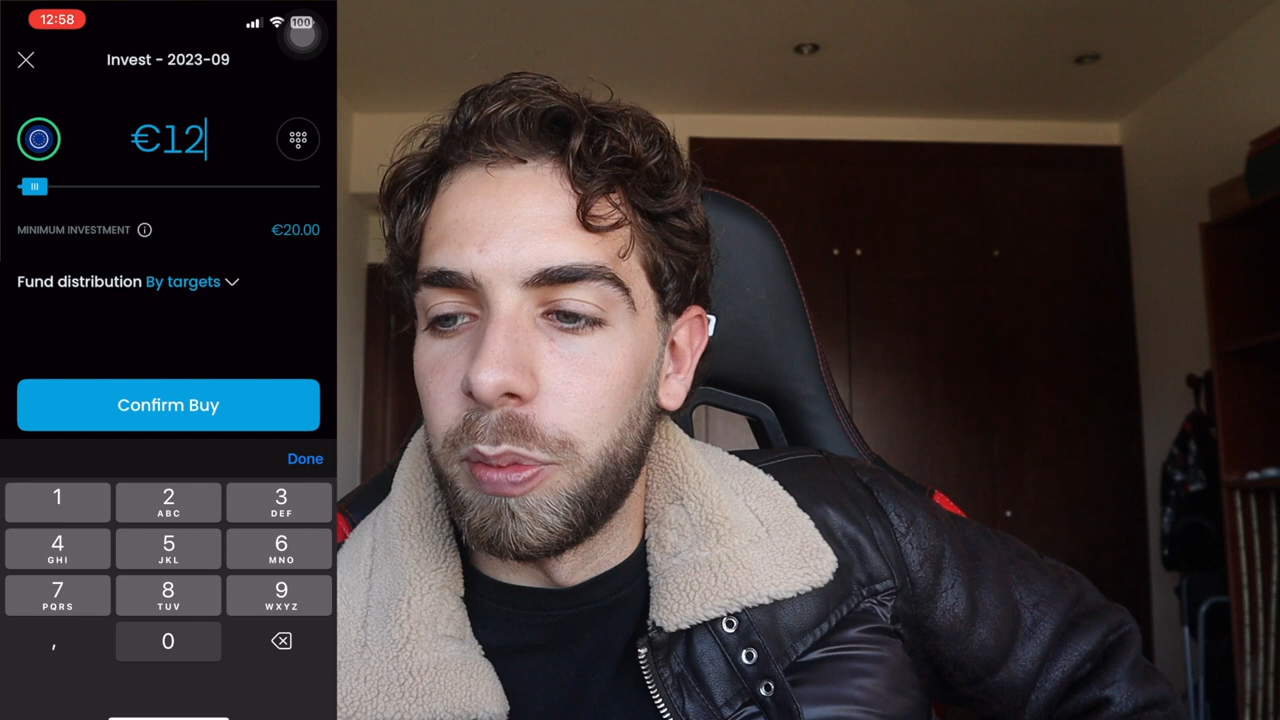 12:58
100
Invest - 2023-09
€12
MINIMUM INVESTMENT
€20.00
Fund distribution By targets
Confirm Buy
Done
1
2 ABC
3 DEF
4 GHI
5 JKL
6 MNO
7 PQRS
8 TUV
9 WXYZ
,
0